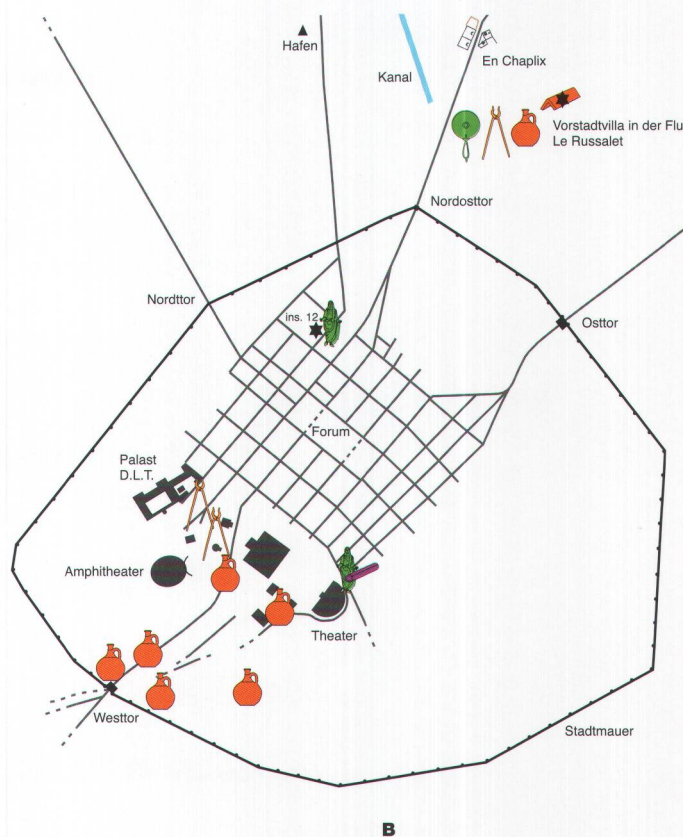 Hafen
Kanal
En Chaplix
Vorstadtvilla in der Flu
Le Russalet
Nordosttor
Nordttor
ins. 12
Osttor
Forum
Palast
D.L.T.
Amphitheater
Theater
Westtor
Stadtmauer
B